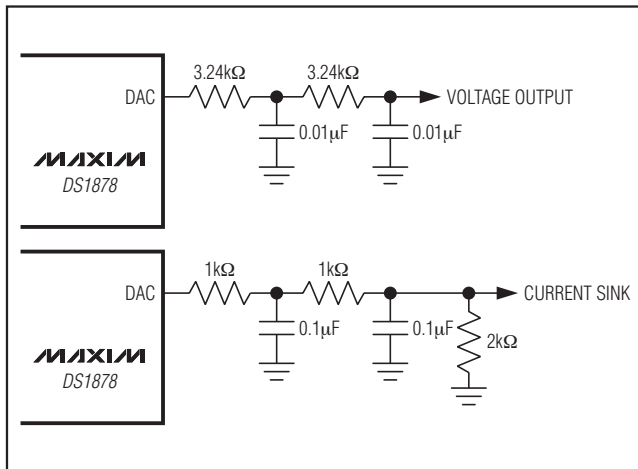 3.24kΩ 3.24kΩ
DAC VOLTAGE OUTPUT
0.01µF 0.01µF
MAXIM
DS1878
1kΩ 1kΩ
DAC CURRENT SINK
0.1µF 0.1µF
2kΩ
MAXIM
DS1878